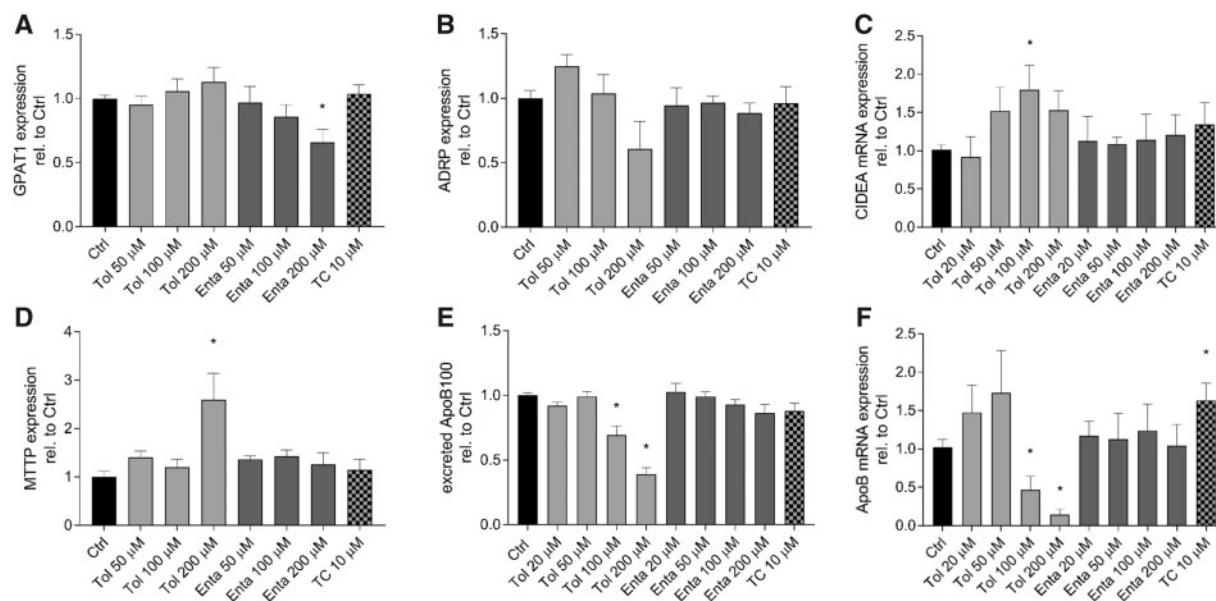 A
GPAT1 expression
rel. to Ctrl
1.5
1.0
0.5
0.0
Ctrl
Tol 50 μM
Tol 100 μM
Tol 200 μM
Enta 50 μM
Enta 100 μM
Enta 200 μM
TC 10 μM
*
B
ADRP expression
rel. to Ctrl
1.5
1.0
0.5
0.0
Ctrl
Tol 50 μM
Tol 100 μM
Tol 200 μM
Enta 50 μM
Enta 100 μM
Enta 200 μM
TC 10 μM
C
CIDEA mRNA expression
rel. to Ctrl
2.5
2.0
1.5
1.0
0.5
0.0
*
Ctrl
Tol 20 μM
Tol 50 μM
Tol 100 μM
Tol 200 μM
Enta 20 μM
Enta 50 μM
Enta 100 μM
Enta 200 μM
TC 10 μM
D
MTTP expression
rel. to Ctrl
4
3
2
1
0
*
Ctrl
Tol 50 μM
Tol 100 μM
Tol 200 μM
Enta 50 μM
Enta 100 μM
Enta 200 μM
TC 10 μM
E
excreted ApoB100
rel. to Ctrl
1.5
1.0
0.5
0.0
*
*
Ctrl
Tol 20 μM
Tol 50 μM
Tol 100 μM
Tol 200 μM
Enta 20 μM
Enta 50 μM
Enta 100 μM
Enta 200 μM
TC 10 μM
F
ApoB mRNA expression
rel. to Ctrl
2.5
2.0
1.5
1.0
0.5
0.0
*
*
*
Ctrl
Tol 20 μM
Tol 50 μM
Tol 100 μM
Tol 200 μM
Enta 20 μM
Enta 50 μM
Enta 100 μM
Enta 200 μM
TC 10 μM